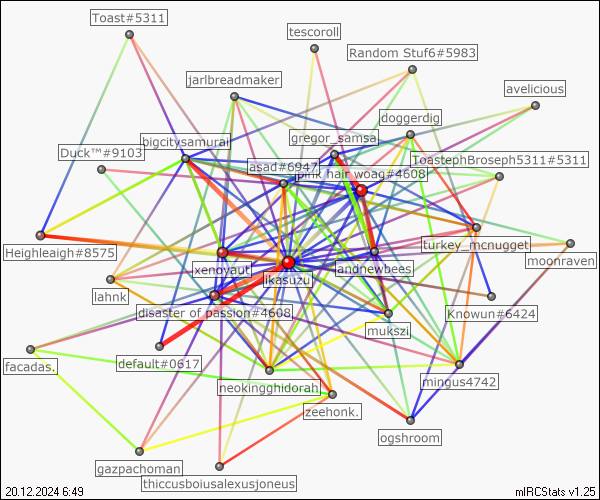 Toast#5311
tescoroll
Random Stuf6#5983
jarlbreadmaker
avelicious
doggerdig
gregor_samsa
bigcitysamurai
Duck™#9103
ToastephBroseph5311#5311
asad#6947
pink_hair woag#4608
Heighleaigh#8575
turkey_mcnugget
moonraven
xenoyaut
andnewbees
ikasuzu
lahnk
disaster of passion#4608
Knowun#6424
mukszi
facadas.
default#0617
mingus4742
neokingghidorah
zeehonk.
ogshroom
gazpachoman
thiccusboiusalexusjoneus
20.12.2024 6:49
mIRCStats v1.25